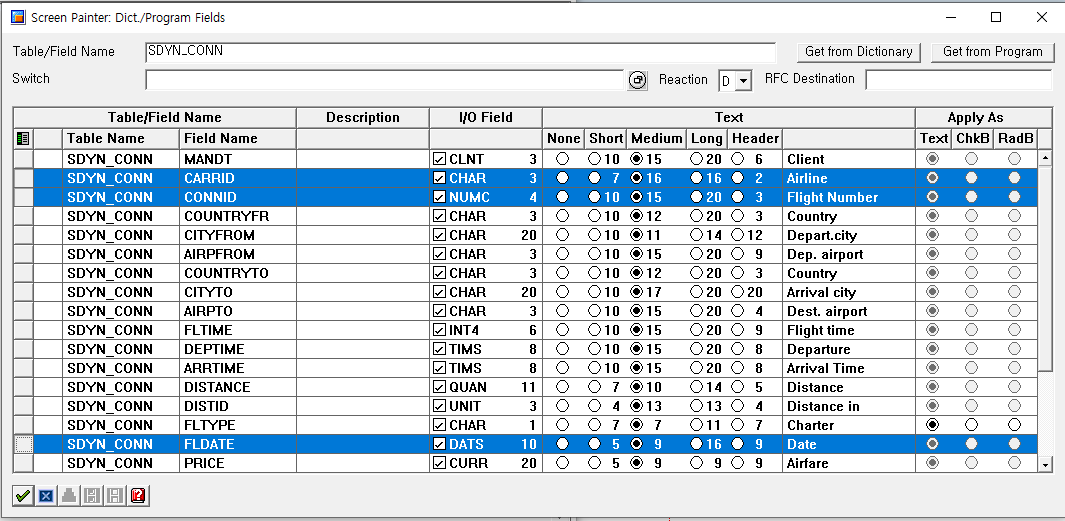 Screen Painter: Dict./Program Fields
Table/Field Name SDYN_CONN Get from Dictionary Get from Program
Switch Reaction D RFC Destination
Table/Field Name Description I/O Field Text Apply As
Table Name Field Name None Short Medium Long Header Text ChkB RadB
SDYN_CONN MANDT CLNT 3 10 15 20 6 Client
SDYN_CONN CARRID CHAR 3 7 16 16 2 Airline
SDYN_CONN CONNID NUMC 4 10 15 20 3 Flight Number
SDYN_CONN COUNTRYFR CHAR 3 10 12 20 3 Country
SDYN_CONN CITYFROM CHAR 20 10 11 14 12 Depart.city
SDYN_CONN AIRPFROM CHAR 3 10 15 20 9 Dep. airport
SDYN_CONN COUNTRYTO CHAR 3 10 12 20 3 Country
SDYN_CONN CITYTO CHAR 20 10 17 20 20 Arrival city
SDYN_CONN AIRPTO CHAR 3 10 15 20 4 Dest. airport
SDYN_CONN FLTIME INT4 6 10 15 20 9 Flight time
SDYN_CONN DEPTIME TIMS 8 10 15 20 8 Departure
SDYN_CONN ARRTIME TIMS 8 10 15 20 8 Arrival Time
SDYN_CONN DISTANCE QUAN 11 7 10 14 5 Distance
SDYN_CONN DISTID UNIT 3 4 13 13 4 Distance in
SDYN_CONN FLTYPE CHAR 1 7 7 11 7 Charter
SDYN_CONN FLDATE DATS 10 5 9 16 9 Date
SDYN_CONN PRICE CURR 20 5 9 9 9 Airfare